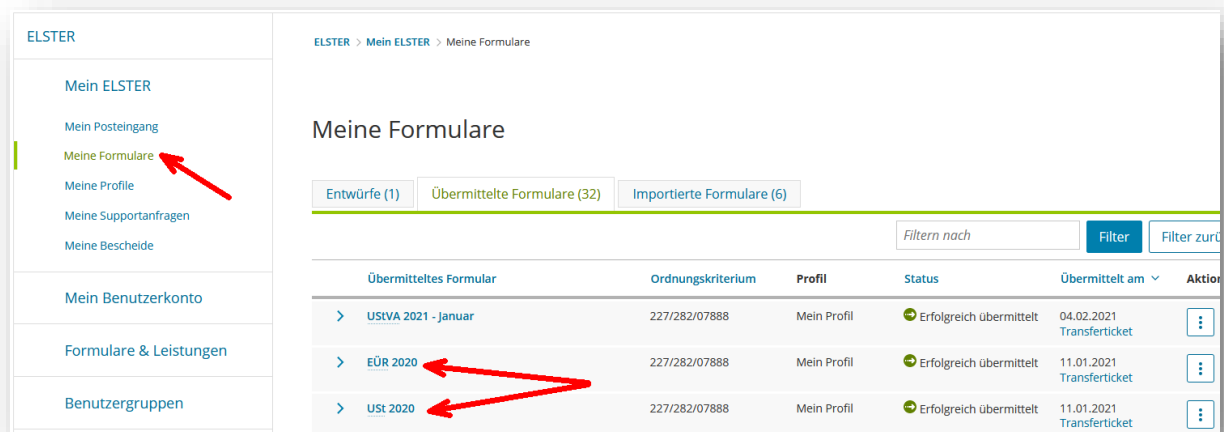 ELSTER
ELSTER > Mein ELSTER > Meine Formulare
Mein ELSTER
Mein Posteingang
Meine Formulare
Meine Profile
Meine Supportanfragen
Meine Bescheide
Mein Benutzerkonto
Formulare & Leistungen
Benutzergruppen
Meine Formulare
Entwürfe (1) Übermittelte Formulare (32) Importierte Formulare (6)
Filtern nach Filter Filter zurü
Übermitteltes Formular Ordnungskriterium Profil Status Übermittelt am Aktion
UStVA 2021 - Januar 227/282/07888 Mein Profil Erfolgreich übermittelt 04.02.2021
Transferticket
EÜR 2020 227/282/07888 Mein Profil Erfolgreich übermittelt 11.01.2021
Transferticket
USt 2020 227/282/07888 Mein Profil Erfolgreich übermittelt 11.01.2021
Transferticket